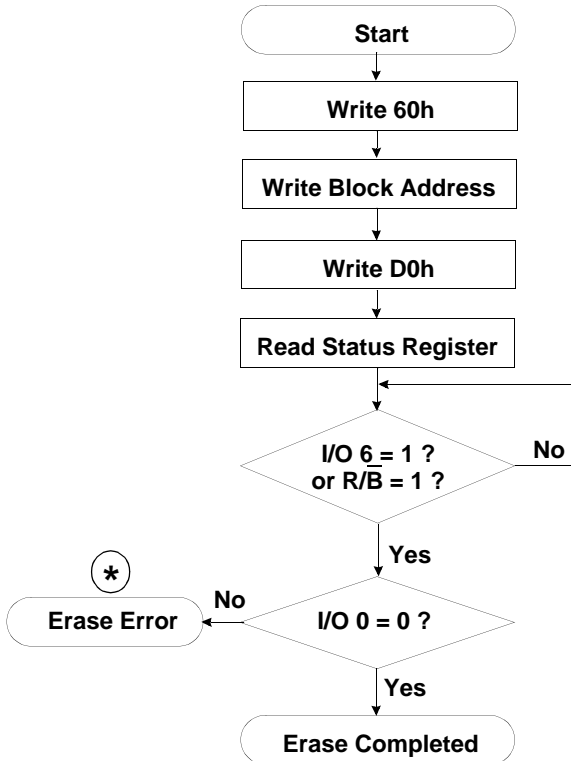 Start
Write 60h
Write Block Address
Write D0h
Read Status Register
I/O 6 = 1 ?
or R/B̅ = 1 ?
No
Yes
*
Erase Error
No
I/O 0 = 0 ?
Yes
Erase Completed